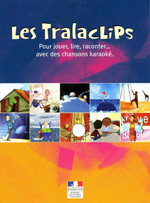 Les Tralaclips
Pour jouer, lire, raconter...
avec des chansons karaoké.